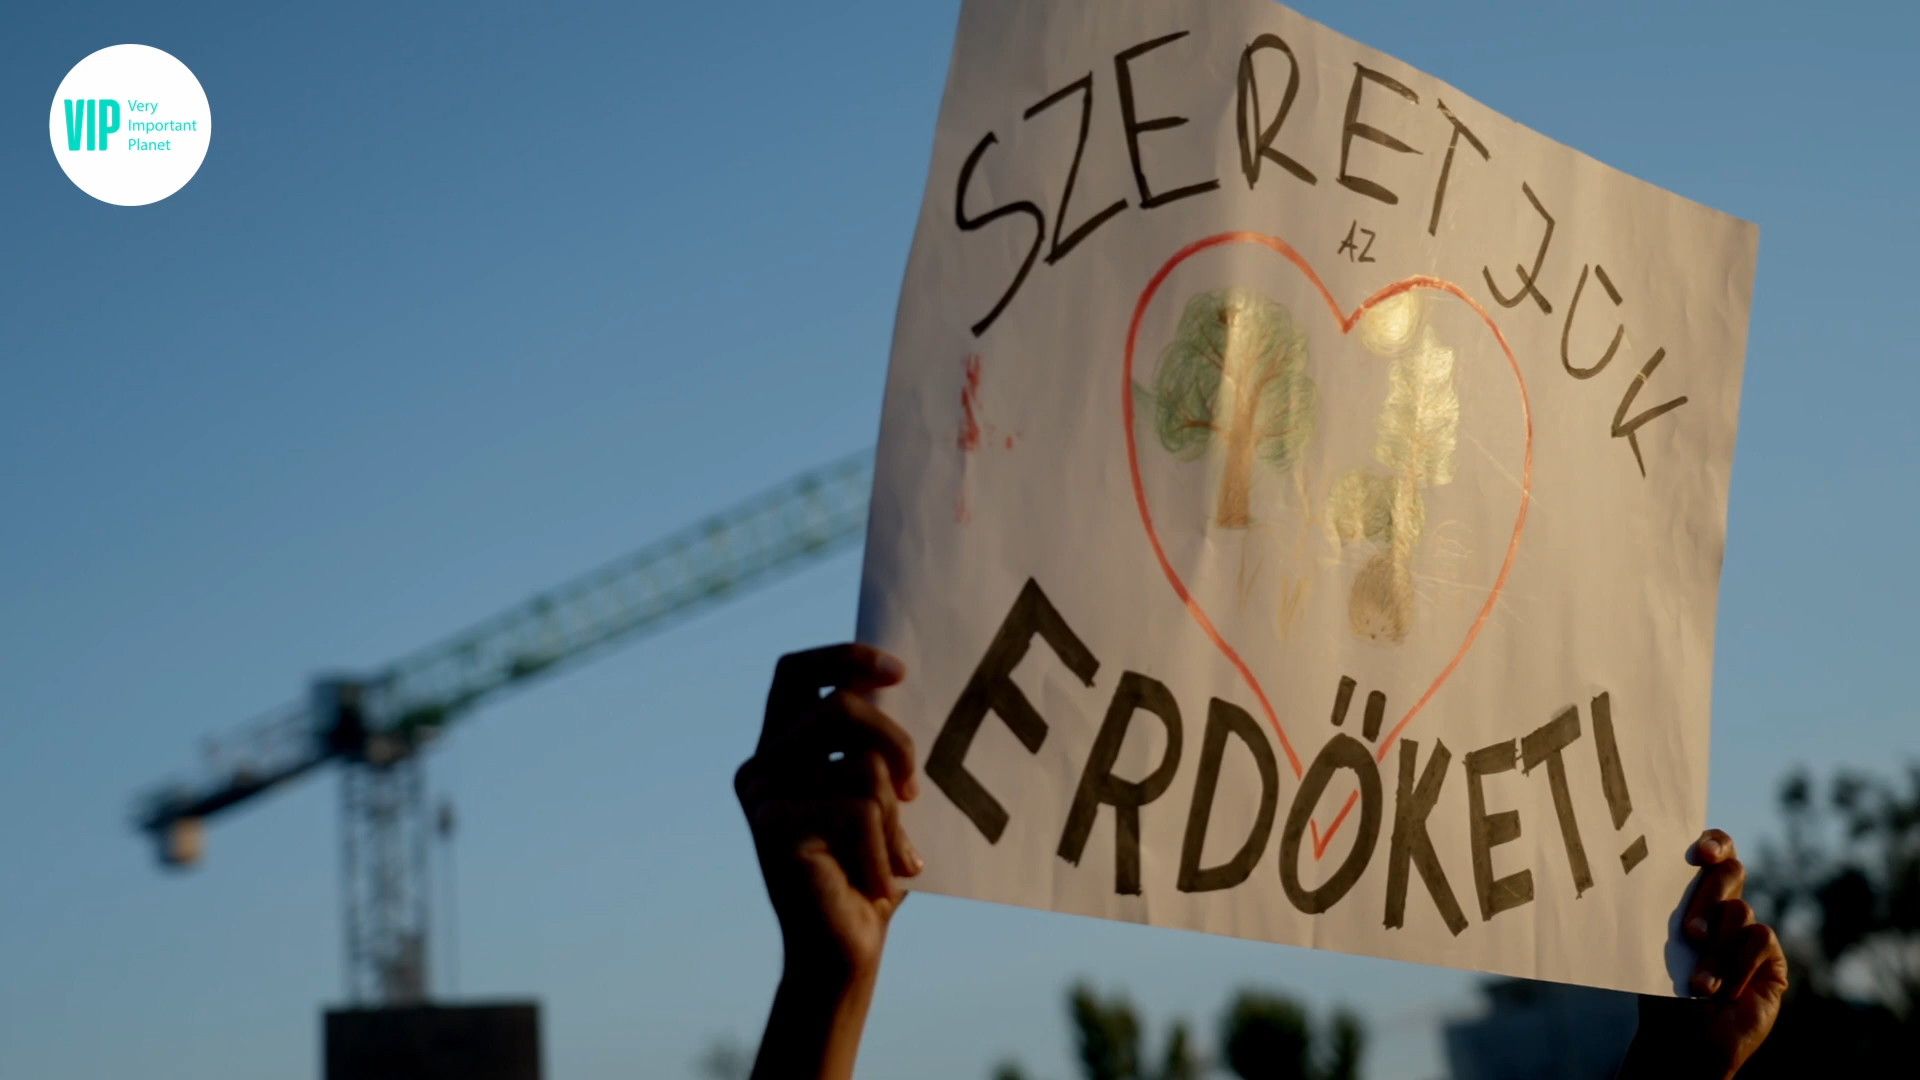 VIP
Very
Important
Planet
SZERETJÜK
AZ
ERDŐKET!